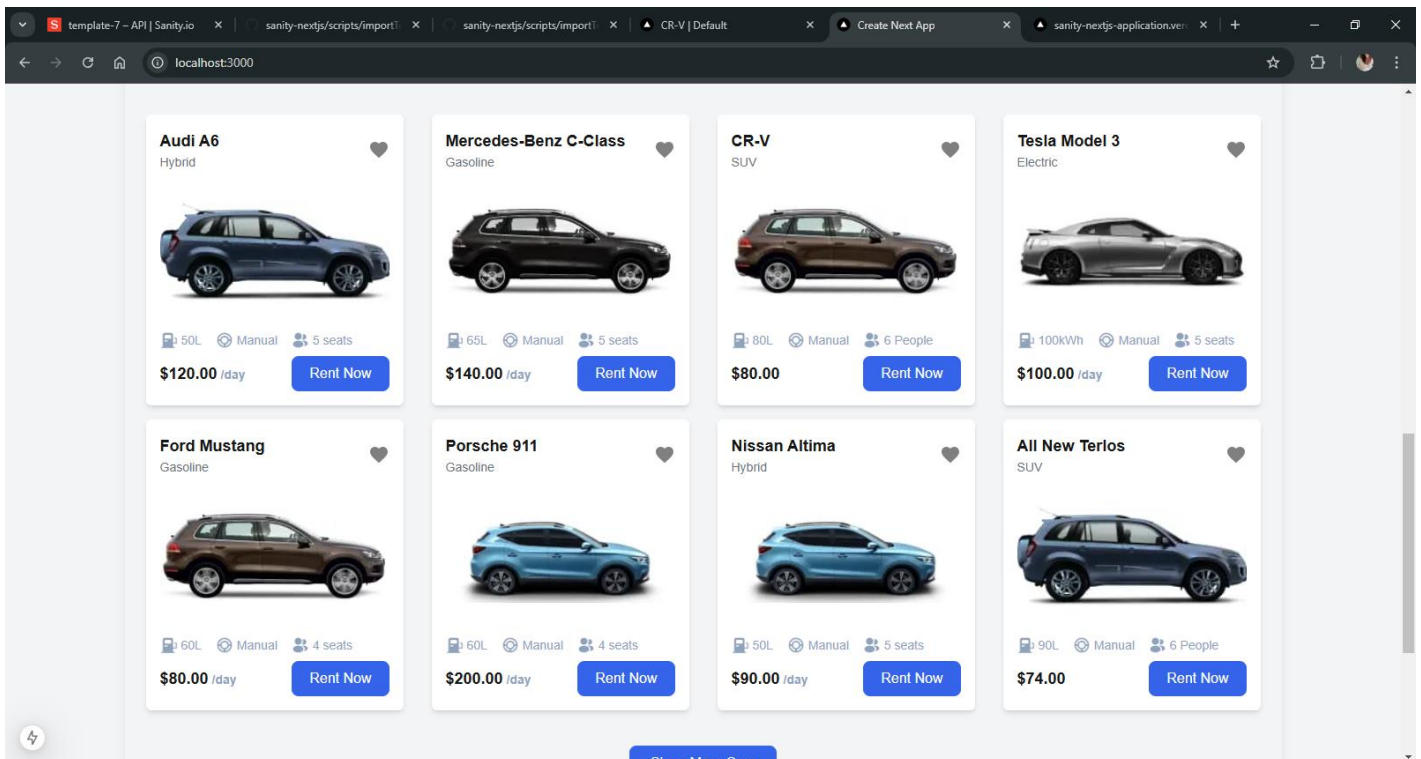 template-7 – API | Sanity.io
sanity-nextjs/scripts/importT
sanity-nextjs/scripts/importT
CR-V | Default
Create Next App
sanity-nextjs-application.verc
localhost:3000
Audi A6
Hybrid
50L Manual 5 seats
$120.00 /day Rent Now
Mercedes-Benz C-Class
Gasoline
65L Manual 5 seats
$140.00 /day Rent Now
CR-V
SUV
80L Manual 6 People
$80.00 Rent Now
Tesla Model 3
Electric
100kWh Manual 5 seats
$100.00 /day Rent Now
Ford Mustang
Gasoline
60L Manual 4 seats
$80.00 /day Rent Now
Porsche 911
Gasoline
60L Manual 4 seats
$200.00 /day Rent Now
Nissan Altima
Hybrid
50L Manual 5 seats
$90.00 /day Rent Now
All New Terios
SUV
90L Manual 6 People
$74.00 Rent Now